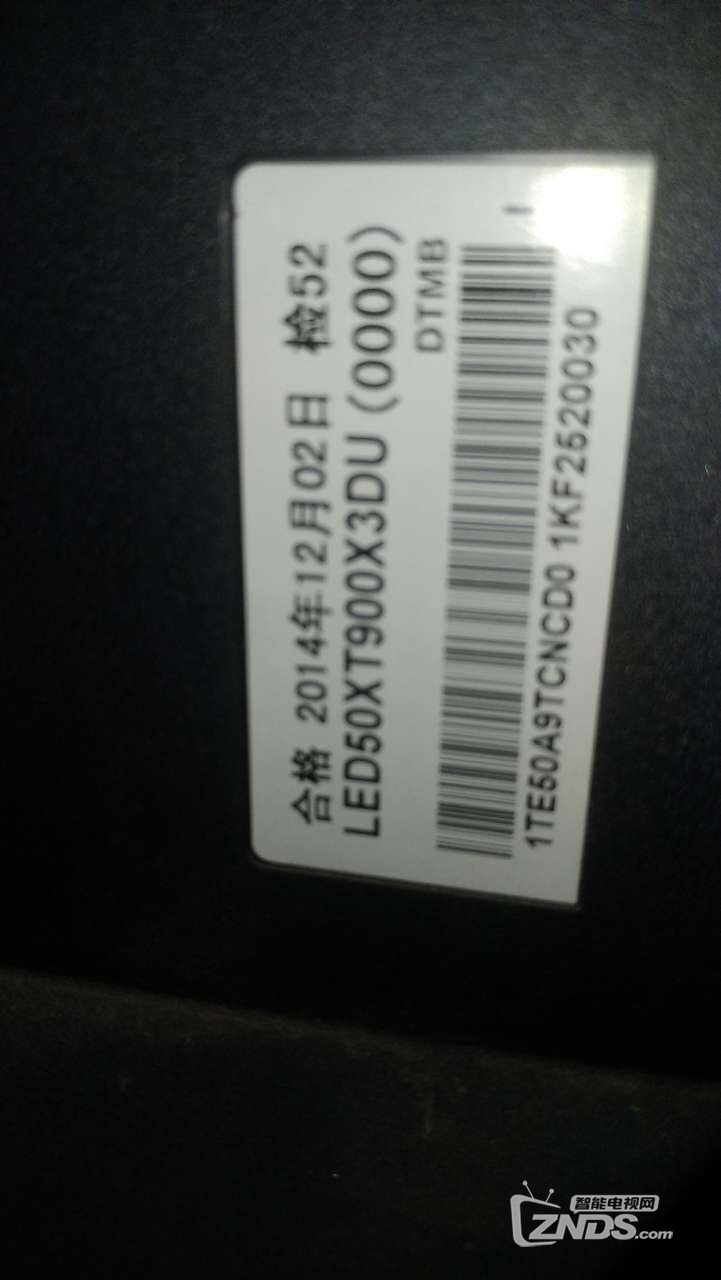 合格 2014年12月02日 检52
LED50XT900X3DU(0000)
DTMB
1TE50A9TCNCD0 1KF2520030
智能电视网
ZNDS.com